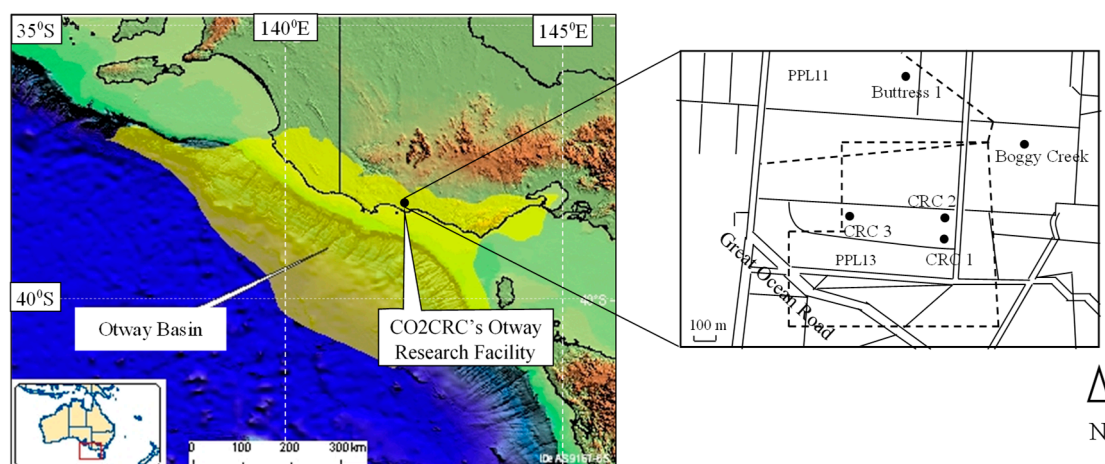 35⁰S
140⁰E
145⁰E
40⁰S
40⁰S
Otway Basin
CO2CRC's Otway
Research Facility
0 100 200 300 km
PPL11
Buttress 1
Boggy Creek
CRC 2
CRC 3
CRC 1
PPL13
Great Ocean Road
100 m
N